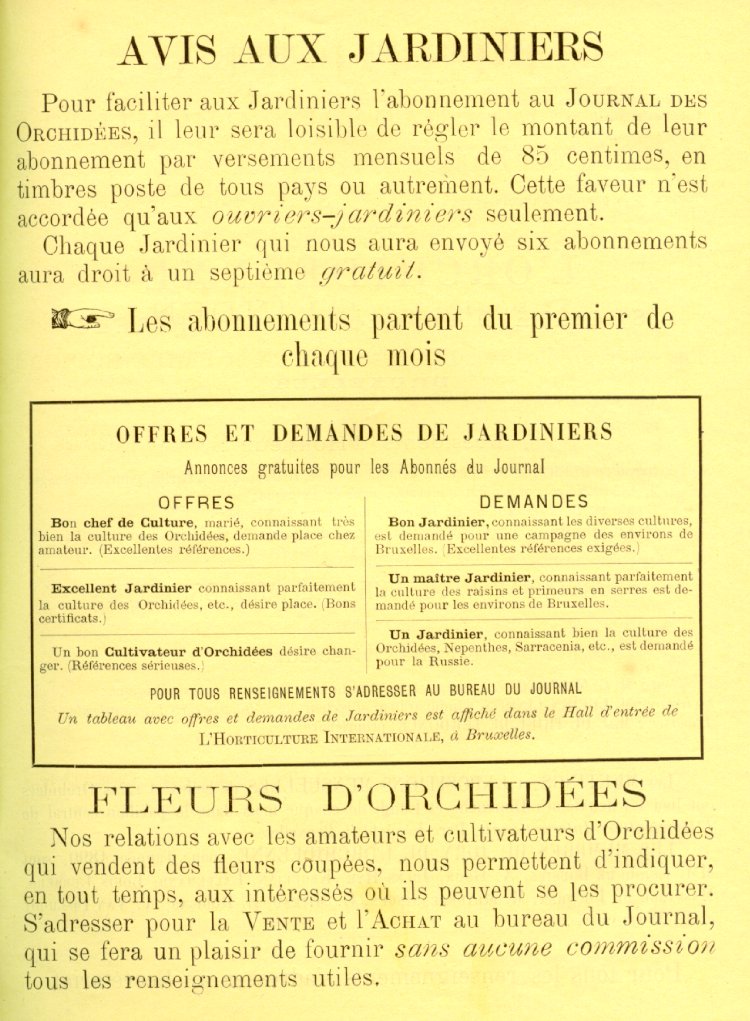 AVIS AUX JARDINIERS
Pour faciliter aux Jardiniers l'abonnement au JOURNAL DES
ORCHIDÉES, il leur sera loisible de régler le montant de leur
abonnement par versements mensuels de 85 centimes, en
timbres poste de tous pays ou autrement. Cette faveur n'est
accordée qu'aux ouvriers-jardiniers seulement.
Chaque Jardinier qui nous aura envoyé six abonnements
aura droit à un septième gratuit.
☞ Les abonnements partent du premier de
chaque mois
OFFRES ET DEMANDES DE JARDINIERS
Annonces gratuites pour les Abonnés du Journal
OFFRES
Bon chef de Culture, marié, connaissant très
bien la culture des Orchidées, demande place chez
amateur. (Excellentes références.)
Excellent Jardinier connaissant parfaitement
la culture des Orchidées, etc., désire place. (Bons
certificats.)
Un bon Cultivateur d'Orchidées désire chan-
ger. (Références sérieuses.)
DEMANDES
Bon Jardinier, connaissant les diverses cultures,
est demandé pour une campagne des environs de
Bruxelles. (Excellentes références exigées.)
Un maître Jardinier, connaissant parfaitement
la culture des raisins et primeurs en serres est de-
mandé pour les environs de Bruxelles.
Un Jardinier, connaissant bien la culture des
Orchidées, Nepenthes, Sarracenia, etc., est demandé
pour la Russie.
POUR TOUS RENSEIGNEMENTS S'ADRESSER AU BUREAU DU JOURNAL
Un tableau avec offres et demandes de Jardiniers est affiché dans le Hall d'entrée de
L'HORTICULTURE INTERNATIONALE, à Bruxelles.
FLEURS D'ORCHIDÉES
Nos relations avec les amateurs et cultivateurs d'Orchidées
qui vendent des fleurs coupées, nous permettent d'indiquer,
en tout temps, aux intéressés où ils peuvent se les procurer.
S'adresser pour la VENTE et l'ACHAT au bureau du Journal,
qui se fera un plaisir de fournir sans aucune commission
tous les renseignements utiles.